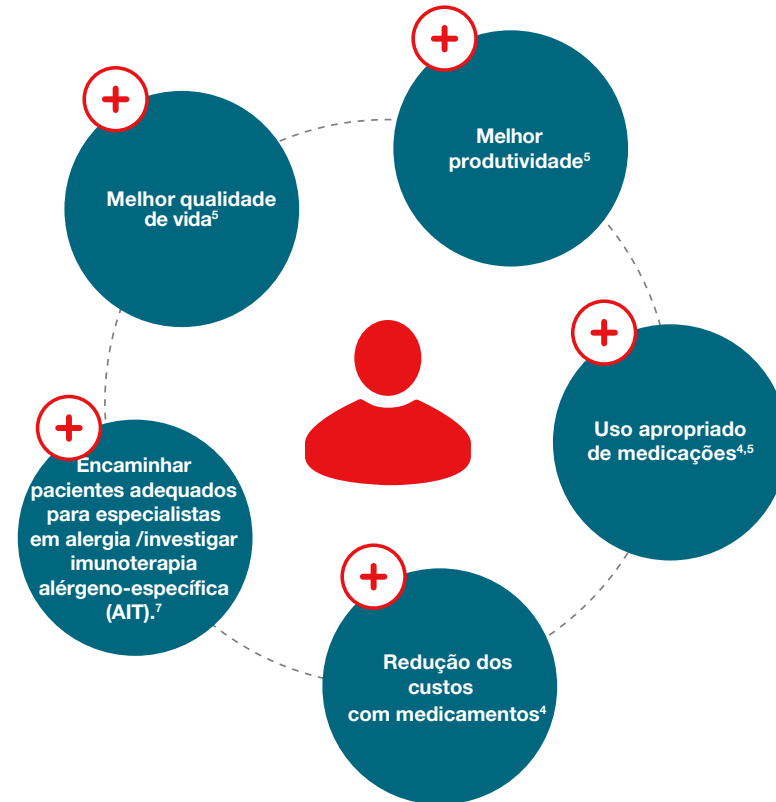 Melhor
produtividade⁵
Melhor qualidade
de vida⁵
Uso apropriado
de medicações⁴,⁵
Encaminhar
pacientes adequados
para especialistas
em alergia /investigar
imunoterapia
alérgeno-específica
(AIT).⁷
Redução dos
custos
com medicamentos⁴